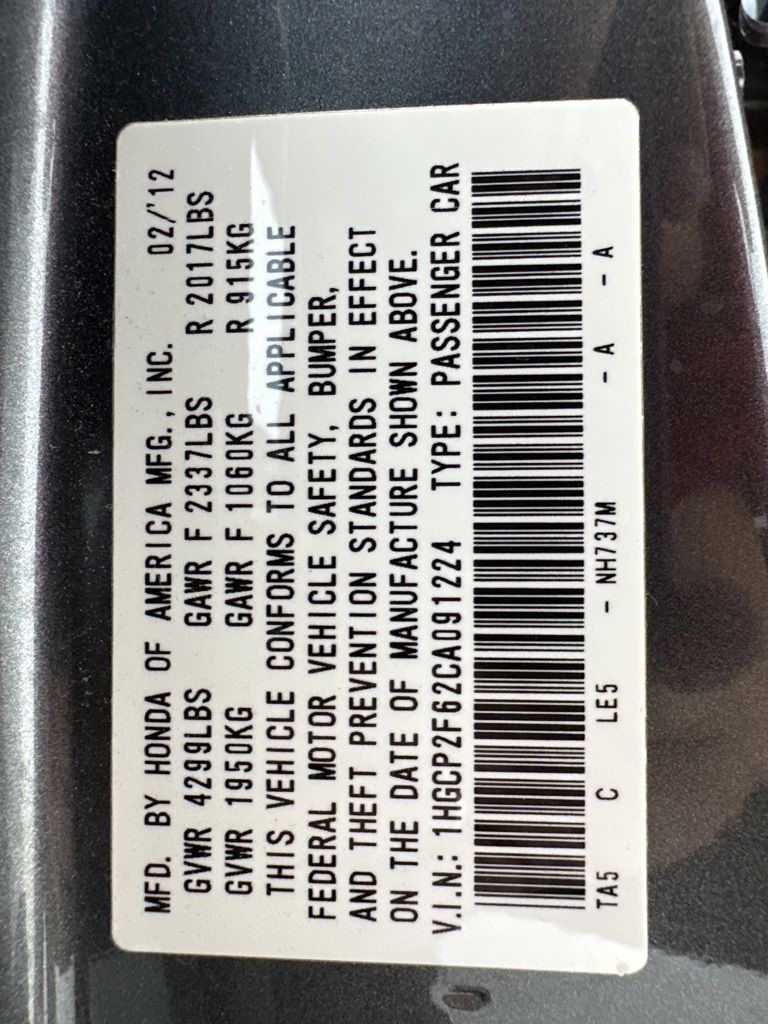 MFD. BY HONDA OF AMERICA MFG., INC. 02/'12
GVWR 4299LBS GAWR F 2337LBS R 2017LBS
GVWR 1950KG GAWR F 1060KG R 915KG
THIS VEHICLE CONFORMS TO ALL APPLICABLE
FEDERAL MOTOR VEHICLE SAFETY, BUMPER,
AND THEFT PREVENTION STANDARDS IN EFFECT
ON THE DATE OF MANUFACTURE SHOWN ABOVE.
V.I.N.: 1HGCP2F62CA091224 TYPE: PASSENGER CAR
TA5 C LE5 - NH737M - A - A